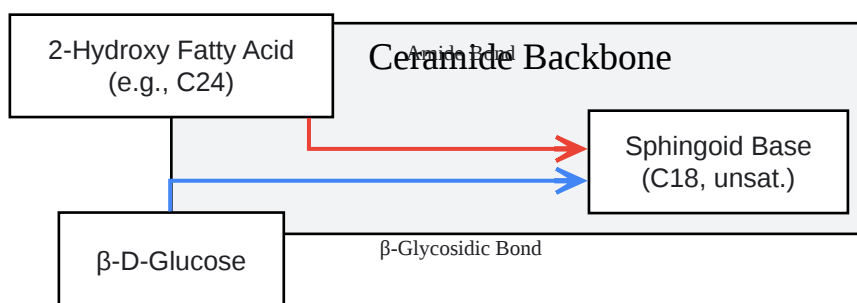 2-Hydroxy Fatty Acid
(e.g., C24)
Amide Bond
Ceramide Backbone
Sphingoid Base
(C18, unsat.)
β-Glycosidic Bond
β-D-Glucose